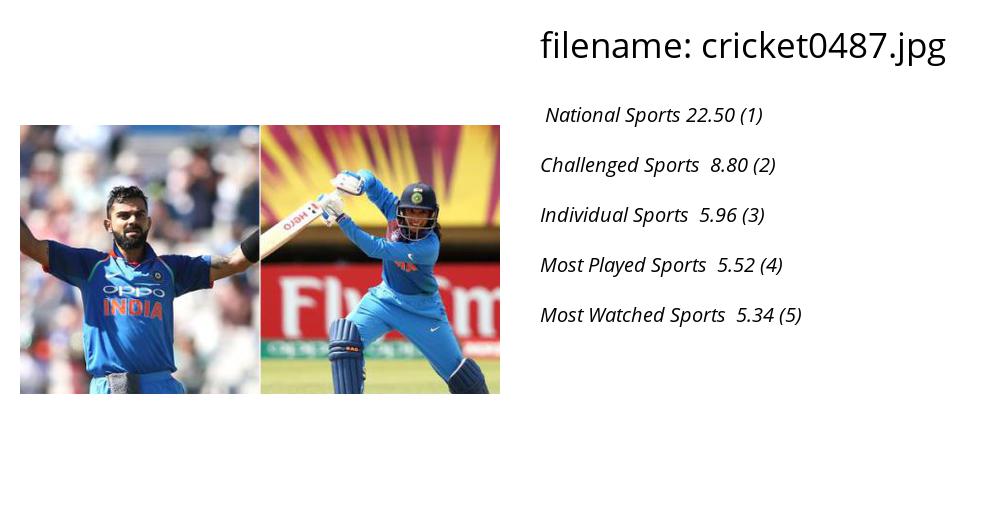 filename: cricket0487.jpg
National Sports 22.50 (1)
Challenged Sports 8.80 (2)
Individual Sports 5.96 (3)
Most Played Sports 5.52 (4)
Most Watched Sports 5.34 (5)
oppo
INDIA
Hero
Fly Em